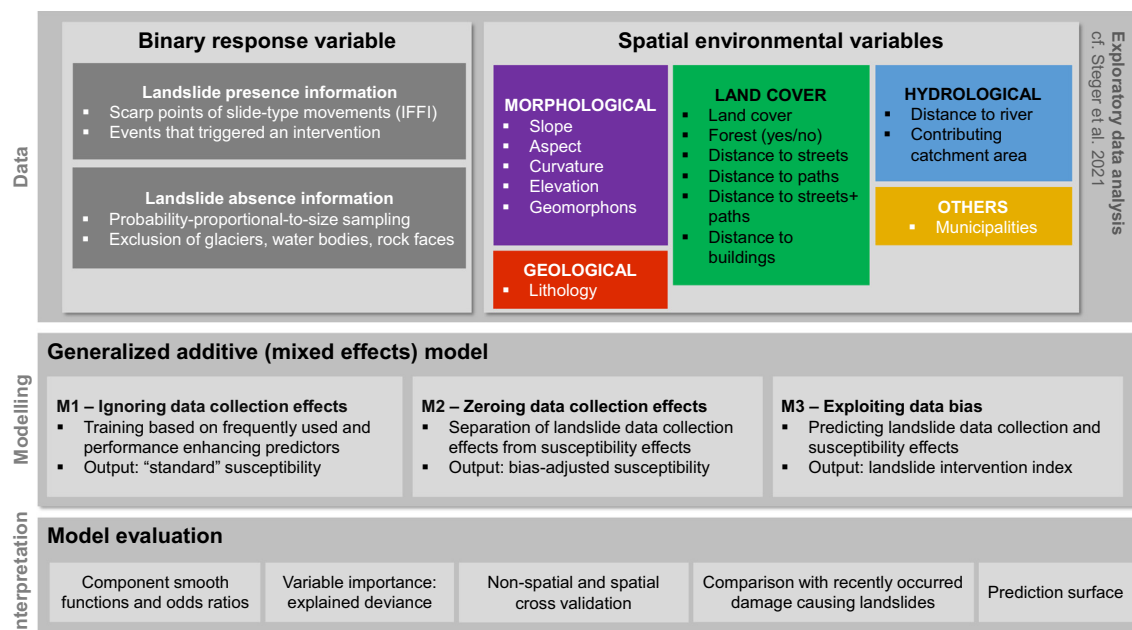 Data
Binary response variable
Landslide presence information
▪ Scarp points of slide-type movements (IFFI)
▪ Events that triggered an intervention
Landslide absence information
▪ Probability-proportional-to-size sampling
▪ Exclusion of glaciers, water bodies, rock faces
Spatial environmental variables
MORPHOLOGICAL
▪ Slope
▪ Aspect
▪ Curvature
▪ Elevation
▪ Geomorphons
GEOLOGICAL
▪ Lithology
LAND COVER
▪ Land cover
▪ Forest (yes/no)
▪ Distance to streets
▪ Distance to paths
▪ Distance to streets+
paths
▪ Distance to
buildings
HYDROLOGICAL
▪ Distance to river
▪ Contributing
catchment area
OTHERS
▪ Municipalities
Exploratory data analysis
cf. Steger et al. 2021
Modelling
Generalized additive (mixed effects) model
M1 – Ignoring data collection effects
▪ Training based on frequently used and
performance enhancing predictors
▪ Output: “standard” susceptibility
M2 – Zeroing data collection effects
▪ Separation of landslide data collection
effects from susceptibility effects
▪ Output: bias-adjusted susceptibility
M3 – Exploiting data bias
▪ Predicting landslide data collection and
susceptibility effects
▪ Output: landslide intervention index
nterpretation
Model evaluation
Component smooth
functions and odds ratios
Variable importance:
explained deviance
Non-spatial and spatial
cross validation
Comparison with recently occurred
damage causing landslides
Prediction surface